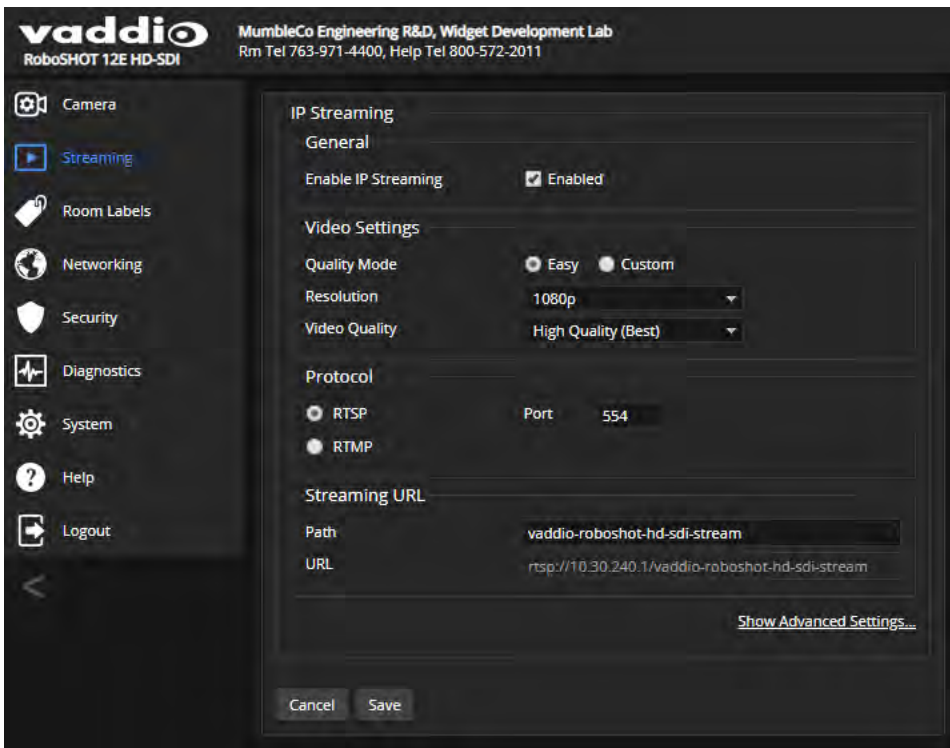 vaddio
RoboSHOT 12E HD-SDI
MumbleCo Engineering R&D, Widget Development Lab
Rm Tel 763-971-4400, Help Tel 800-572-2011
Camera
Streaming
Room Labels
Networking
Security
Diagnostics
System
Help
Logout
IP Streaming
General
Enable IP Streaming Enabled
Video Settings
Quality Mode Easy Custom
Resolution 1080p
Video Quality High Quality (Best)
Protocol
RTSP Port 554
RTMP
Streaming URL
Path vaddio-roboshot-hd-sdi-stream
URL rtsp://10.30.240.1/vaddio-roboshot-hd-sdi-stream
Show Advanced Settings...
Cancel Save